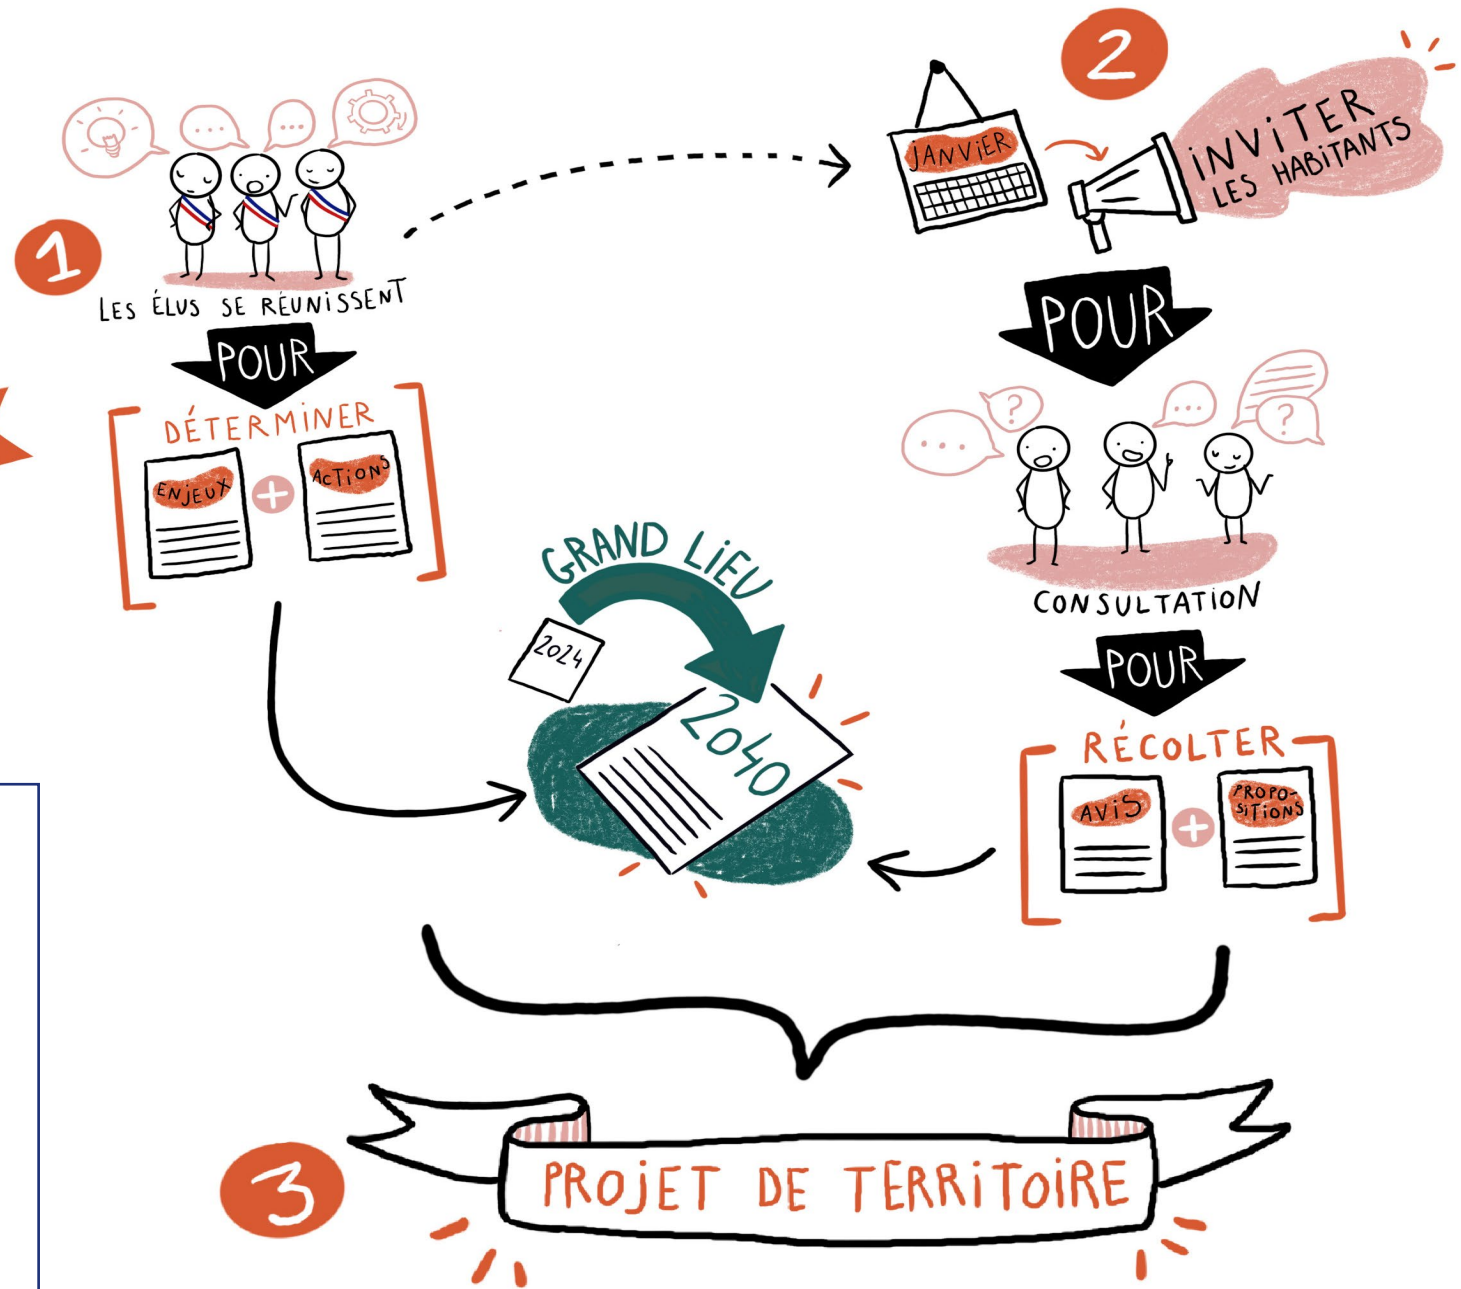 1
LES ÉLUS SE RÉUNISSENT
POUR
DÉTERMINER
ENJEUX
+
ACTIONS
2
JANVIER
INVITER
LES HABITANTS
POUR
?
?
CONSULTATION
POUR
RÉCOLTER
AVIS
+
PROPO-
SITIONS
GRAND LIEU
2024
2040
3
PROJET DE TERRITOIRE